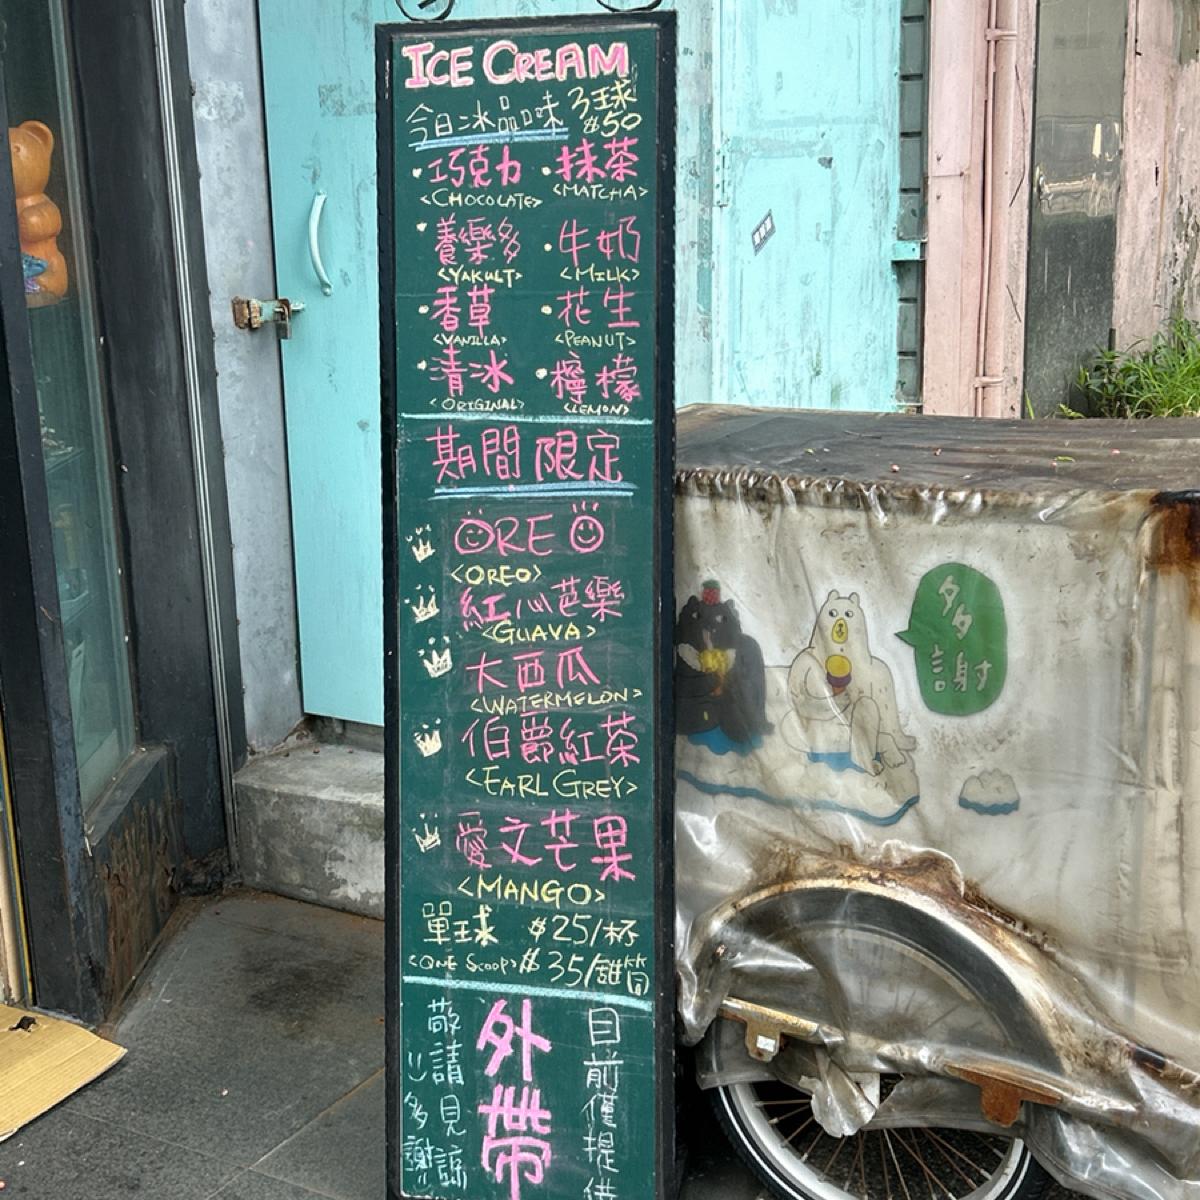 ICE CREAM
今日冰品口味 3球 $50
·巧克力 ·抹茶
<CHOCOLATE> <MATCHA>
·養樂多 ·牛奶
<YAKULT> <MILK>
·香草 ·花生
<VANILLA> <PEANUT>
·清冰 ·檸檬
<ORIGINAL> <LEMON>
期間限定
OREO
<OREO>
紅心芭樂
<GUAVA>
大西瓜
<WATERMELON>
伯爵紅茶
<EARL GREY>
愛文芒果
<MANGO>
單球 $25/杯
<ONE SCOOP> $35/甜筒
目前僅提供
外帶
敬請見諒
多謝
多
謝